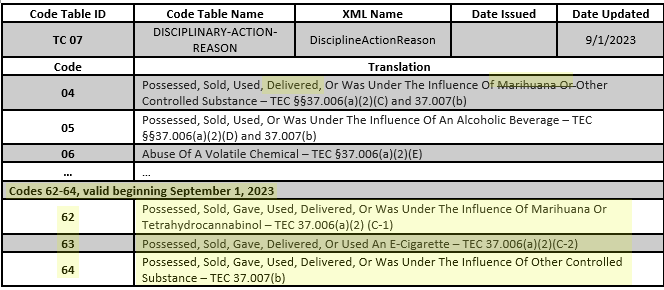 Code Table ID Code Table Name XML Name Date Issued Date Updated
TC 07 DISCIPLINARY-ACTION-REASON DisciplineActionReason 9/1/2023
Code Translation
04 Possessed, Sold, Used, Delivered, Or Was Under The Influence Of Marihuana Or Other
Controlled Substance – TEC §§37.006(a)(2)(C) and 37.007(b)
05 Possessed, Sold, Used, Or Was Under The Influence Of An Alcoholic Beverage – TEC
§§37.006(a)(2)(D) and 37.007(b)
06 Abuse Of A Volatile Chemical – TEC §37.006(a)(2)(E)
... ...
Codes 62-64, valid beginning September 1, 2023
62 Possessed, Sold, Gave, Used, Delivered, Or Was Under The Influence Of Marihuana Or
Tetrahydrocannabinol – TEC 37.006(a)(2) (C-1)
63 Possessed, Sold, Gave, Delivered, Or Used An E-Cigarette – TEC 37.006(a)(2)(C-2)
64 Possessed, Sold, Gave, Used, Delivered, Or Was Under The Influence Of Other Controlled
Substance – TEC 37.007(b)